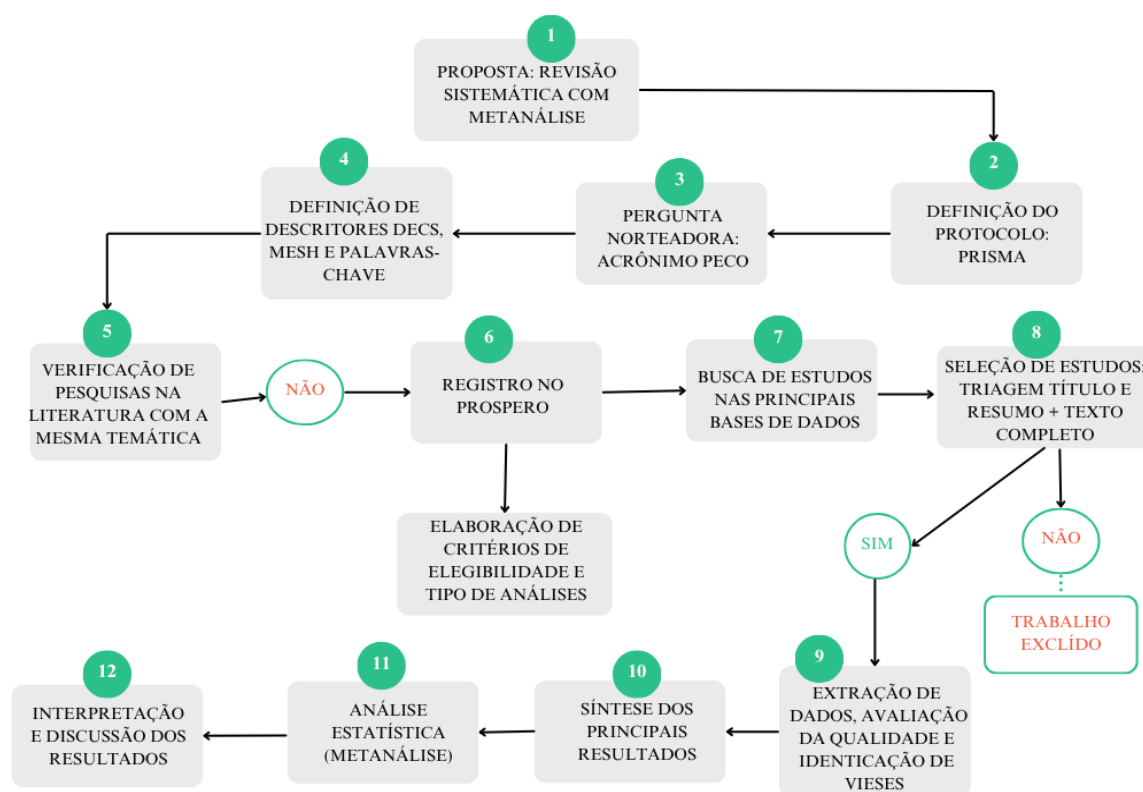 1
PROPOSTA: REVISÃO
SISTEMÁTICA COM
METANÁLISE
2
DEFINIÇÃO DO
PROTOCOLO:
PRISMA
3
PERGUNTA
NORTEADORA:
ACRÔNIMO PECO
4
DEFINIÇÃO DE
DESCRITORES DECS,
MESH E PALAVRAS-
CHAVE
5
VERIFICAÇÃO DE
PESQUISAS NA
LITERATURA COM A
MESMA TEMÁTICA
NÃO
6
REGISTRO NO
PROSPERO
ELABORAÇÃO DE
CRITÉRIOS DE
ELEGIBILIDADE E
TIPO DE ANÁLISES
7
BUSCA DE ESTUDOS
NAS PRINCIPAIS
BASES DE DADOS
8
SELEÇÃO DE ESTUDOS:
TRIAGEM TÍTULO E
RESUMO + TEXTO
COMPLETO
SIM
NÃO
TRABALHO
EXCLÍDO
9
EXTRAÇÃO DE
DADOS, AVALIAÇÃO
DA QUALIDADE E
IDENTICAÇÃO DE
VIESES
10
SÍNTESE DOS
PRINCIPAIS
RESULTADOS
11
ANÁLISE
ESTATÍSTICA
(METANÁLISE)
12
INTERPRETAÇÃO
E DISCUSSÃO DOS
RESULTADOS